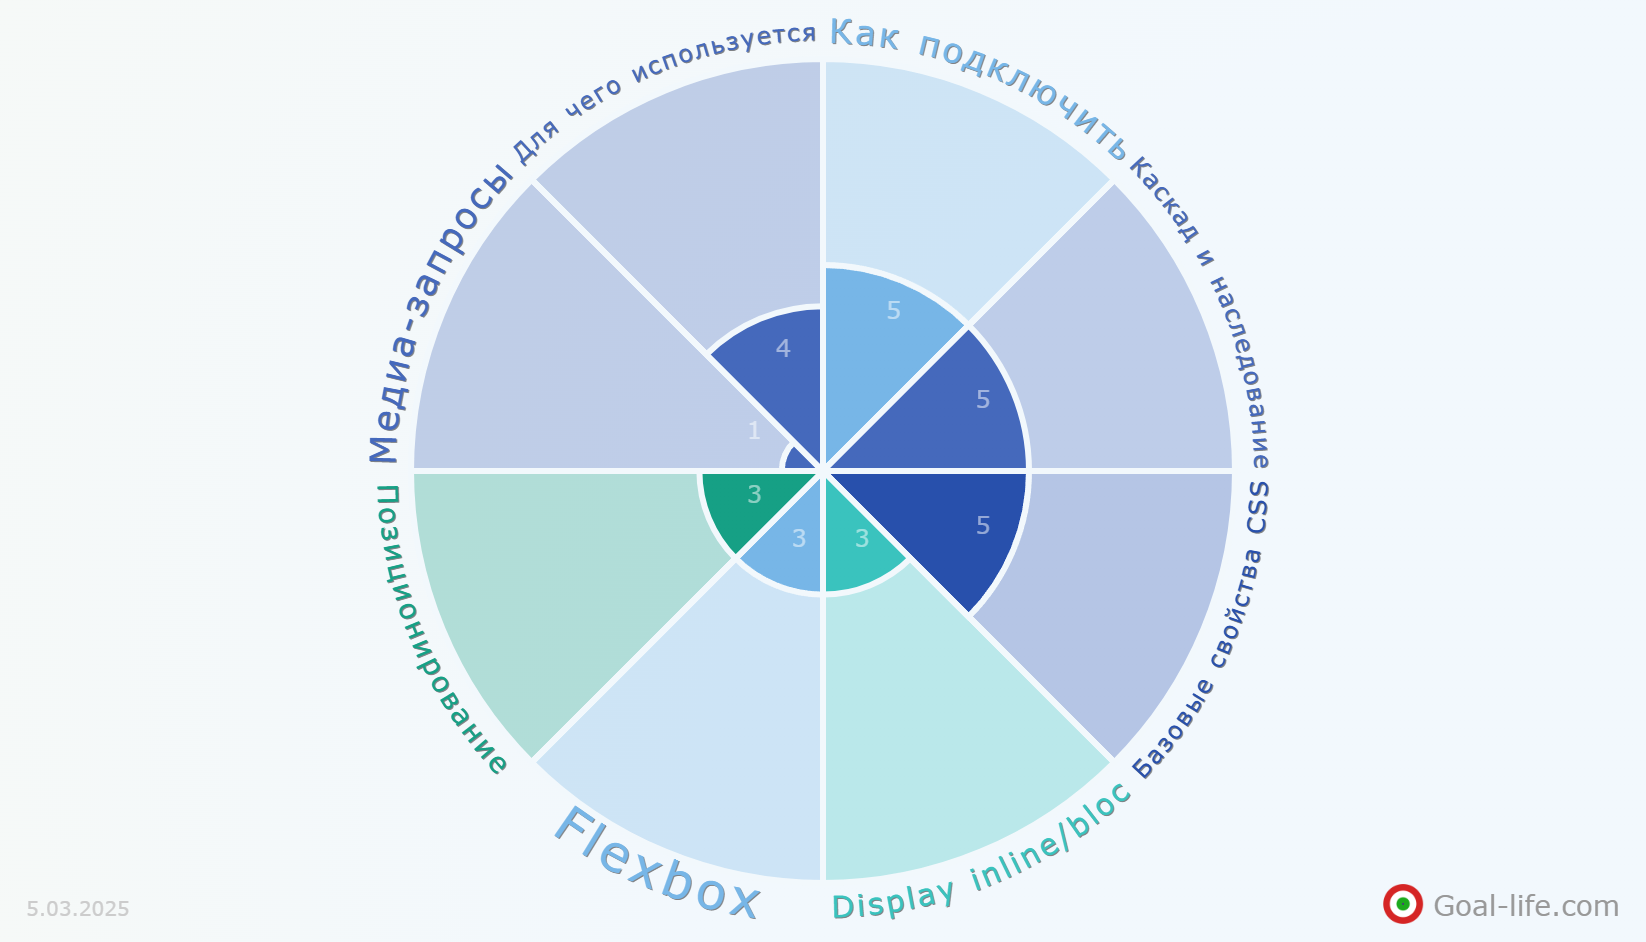 Как подключить
Каскад и наследование
Базовые свойства CSS
Display inline/bloc
Flexbox
Позиционирование
Медиа-запросы
Для чего используется
5
5
5
3
3
3
1
4
5.03.2025
Goal-life.com